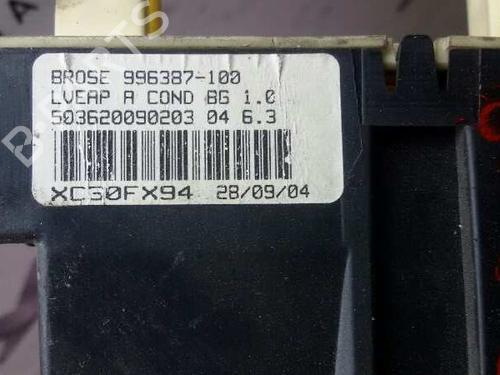 BROSE 996387-100
LVEAP A COND BG 1.0
503620090203 04 6.3
XC30FX94 28/09/04